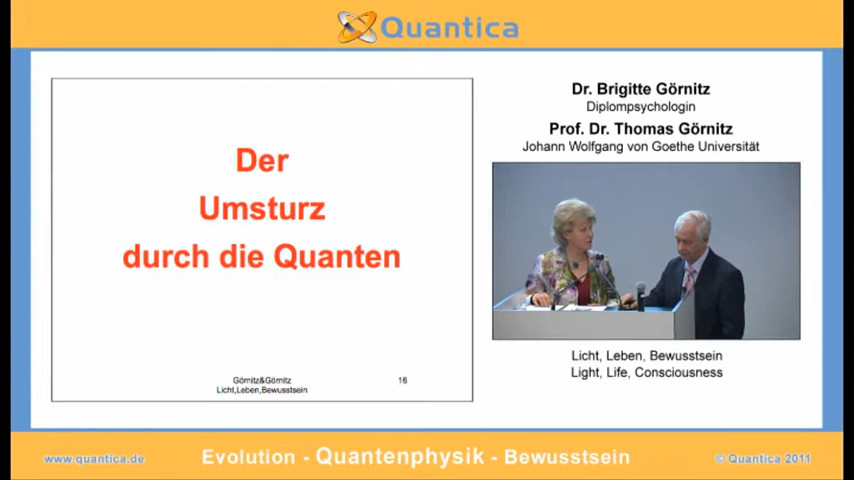 Quantica
Der
Umsturz
durch die Quanten
Görnitz&Görnitz
Licht,Leben,Bewusstsein
16
Dr. Brigitte Görnitz
Diplompsychologin
Prof. Dr. Thomas Görnitz
Johann Wolfgang von Goethe Universität
Licht, Leben, Bewusstsein
Light, Life, Consciousness
www.quantica.de
Evolution - Quantenphysik - Bewusstsein
© Quantica 2011